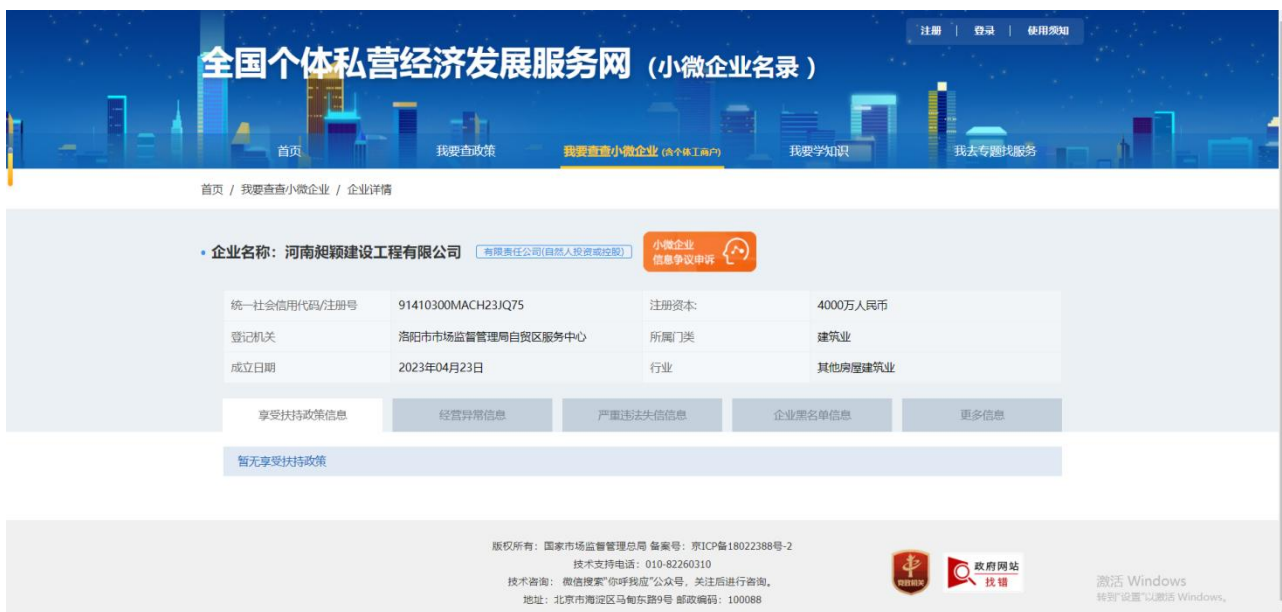 注册 | 登录 | 使用须知
全国个体私营经济发展服务网（小微企业名录）
首页 我要查政策 我要查查小微企业 (含个体工商户) 我要学知识 我去专题找服务
首页 / 我要查查小微企业 / 企业详情
企业名称：河南昶颖建设工程有限公司 有限责任公司(自然人投资或控股) 小微企业
信息争议申诉
统一社会信用代码/注册号 91410300MACH23JQ75 注册资本: 4000万人民币
登记机关 洛阳市市场监督管理局自贸区服务中心 所属门类 建筑业
成立日期 2023年04月23日 行业 其他房屋建筑业
享受扶持政策信息 经营异常信息 严重违法失信信息 企业黑名单信息 更多信息
暂无享受扶持政策
版权所有：国家市场监督管理总局 备案号：京ICP备18022388号-2
技术支持电话：010-82260310
技术咨询：微信搜索“你呼我应”公众号，关注后进行咨询。
地址：北京市海淀区马甸东路9号 邮政编码：100088
党政机关
政府网站
找错
激活 Windows
转到“设置”以激活 Windows。